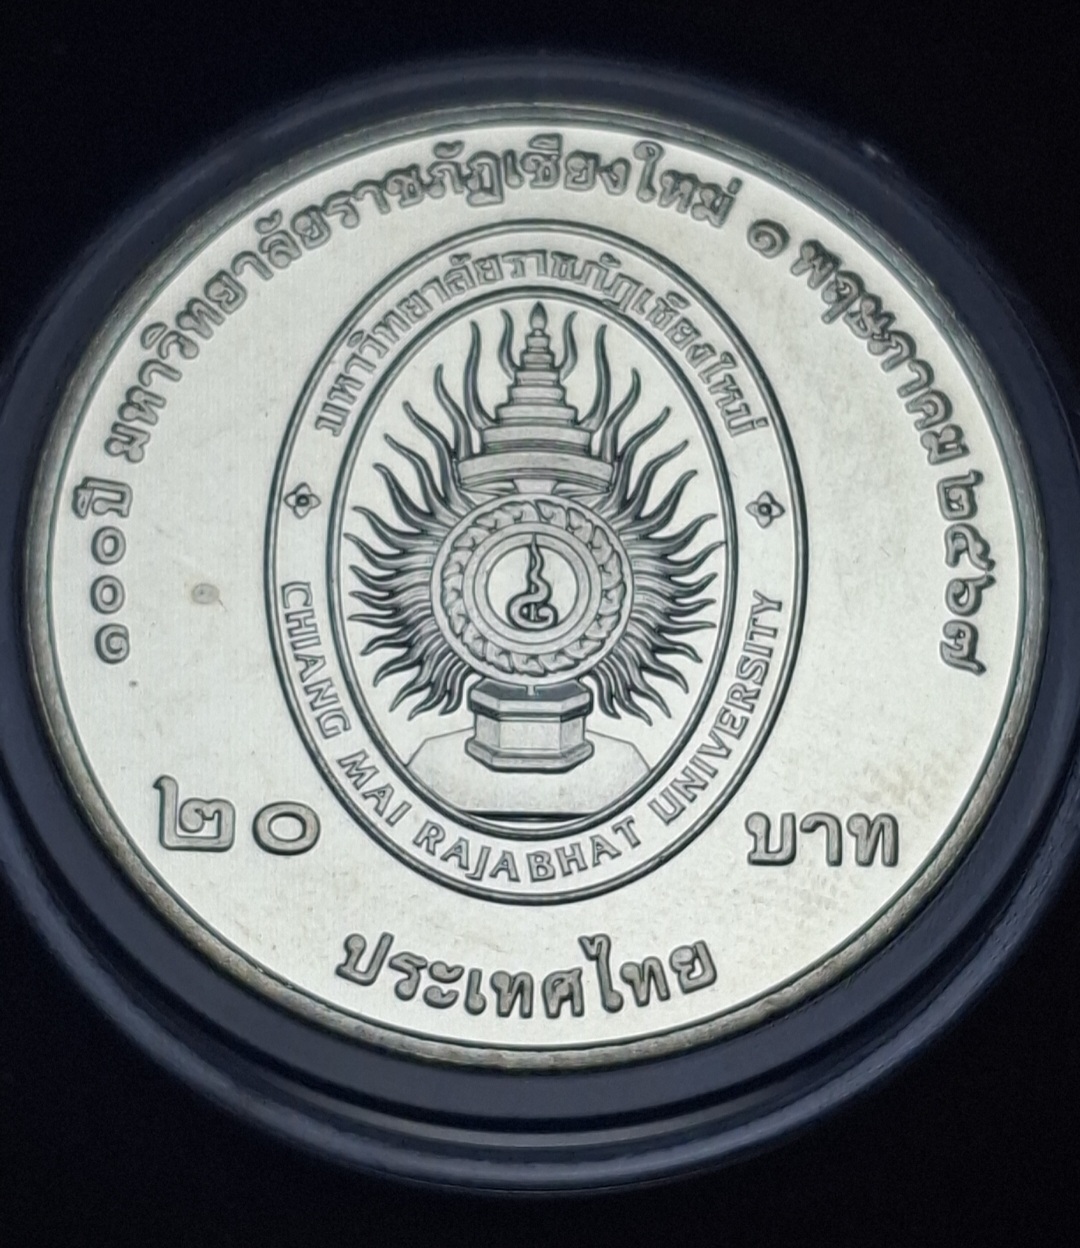 ๑๐๐ ปี มหาวิทยาลัยราชภัฏเชียงใหม่ ๑ พฤษภาคม ๒๕๖๗
มหาวิทยาลัยราชภัฏเชียงใหม่
CHIANG MAI RAJABHAT UNIVERSITY
๒๐ บาท
ประเทศไทย